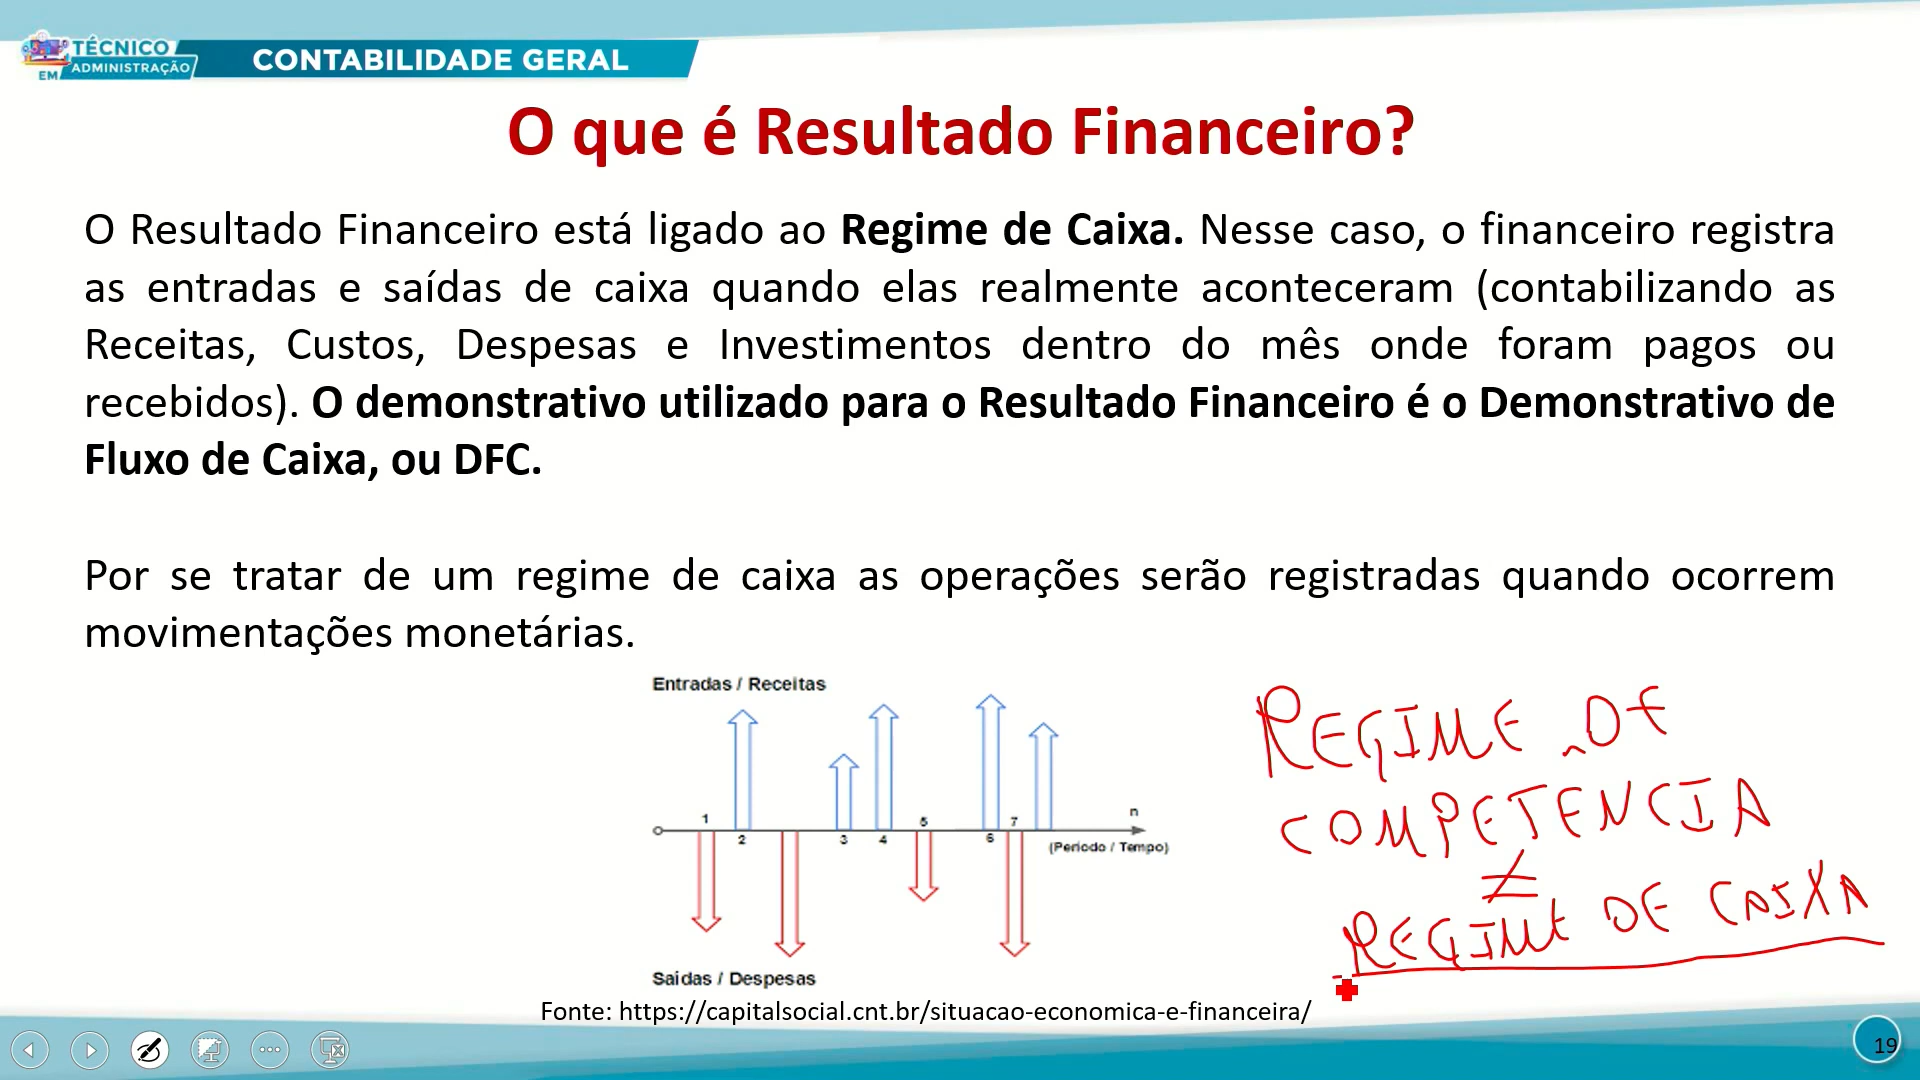 TÉCNICO
EM ADMINISTRAÇÃO
CONTABILIDADE GERAL
O que é Resultado Financeiro?
O Resultado Financeiro está ligado ao Regime de Caixa. Nesse caso, o financeiro registra
as entradas e saídas de caixa quando elas realmente aconteceram (contabilizando as
Receitas, Custos, Despesas e Investimentos dentro do mês onde foram pagos ou
recebidos). O demonstrativo utilizado para o Resultado Financeiro é o Demonstrativo de
Fluxo de Caixa, ou DFC.
Por se tratar de um regime de caixa as operações serão registradas quando ocorrem
movimentações monetárias.
Entradas / Receitas
1 5 7 n
2 3 4 6
(Período / Tempo)
Saídas / Despesas
REGIME DE
COMPETÊNCIA
≠
REGIME DE CAIXA
Fonte: https://capitalsocial.cnt.br/situacao-economica-e-financeira/
19